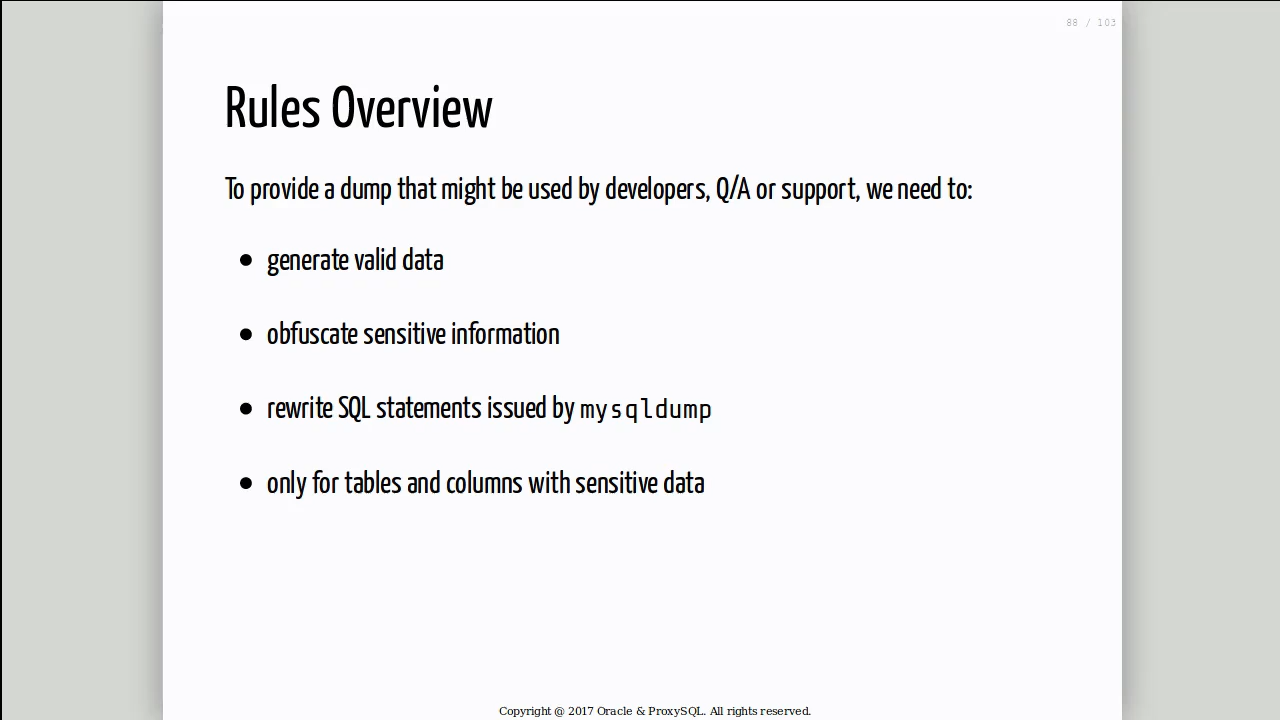 88 / 103
Rules Overview
To provide a dump that might be used by developers, Q/A or support, we need to:
generate valid data
obfuscate sensitive information
rewrite SQL statements issued by mysqldump
only for tables and columns with sensitive data
Copyright @ 2017 Oracle & ProxySQL. All rights reserved.